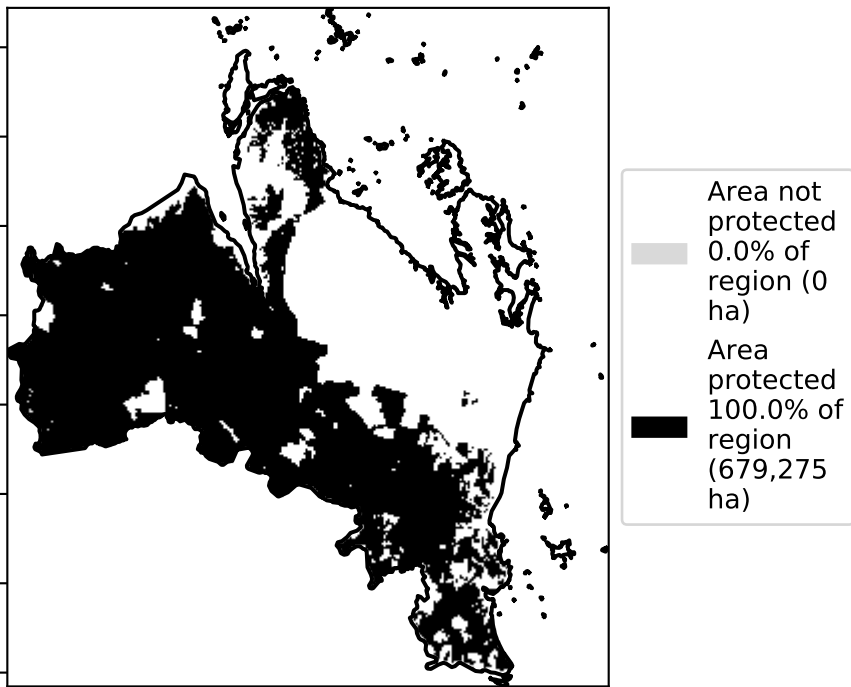 Area not
protected
0.0% of
region (0
ha)
Area
protected
100.0% of
region
(679,275
ha)